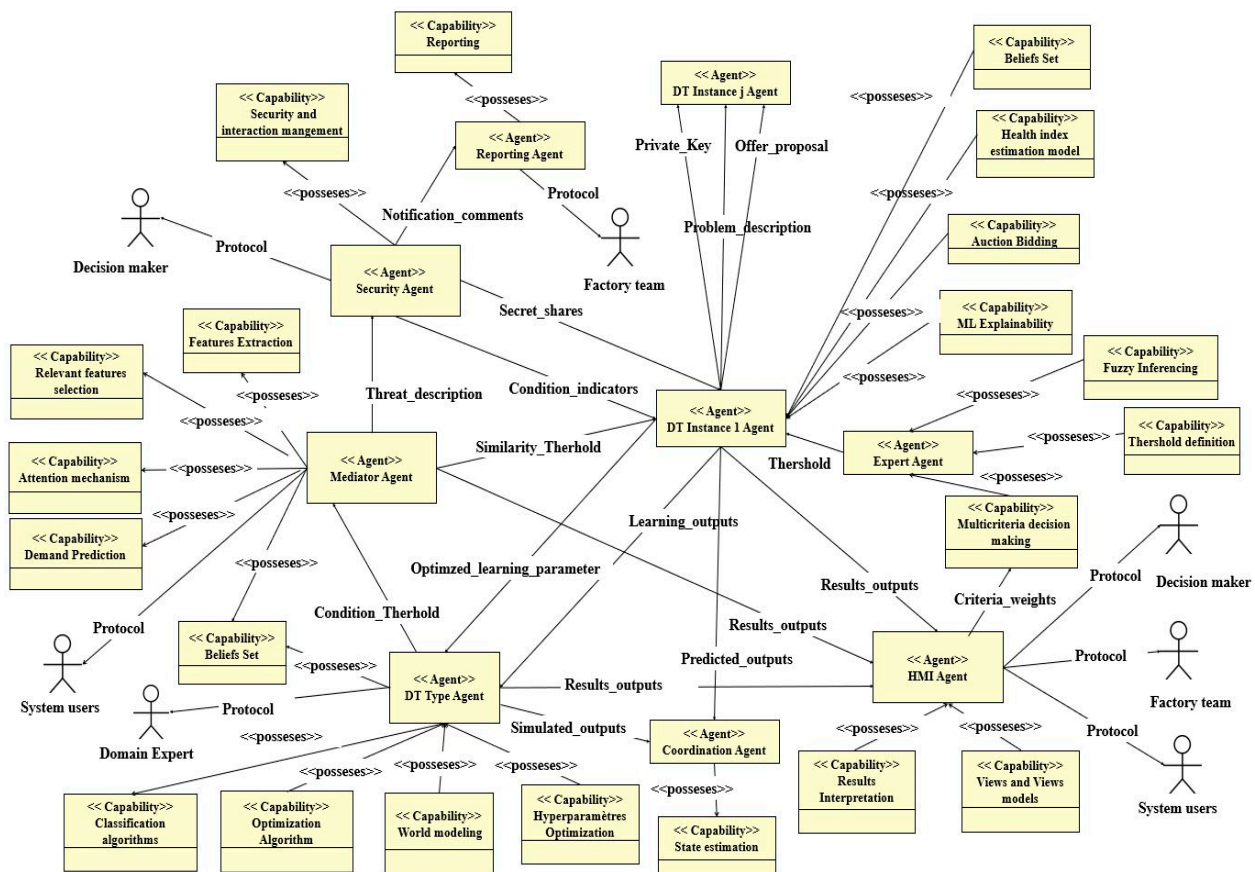 << Capability>>
Reporting
<< Capability>>
Beliefs Set
<< Agent>>
DT Instance j Agent
<< Capability>>
Security and
interaction mangement
<<posseses>>
<<posseses>>
<< Capability>>
Health index
estimation model
<< Agent>>
Reporting Agent
Private_Key
Offer_proposal
<<posseses>>
<<posseses>>
Protocol
Notification_comments
Problem_description
<< Capability>>
Auction Bidding
Protocol
Decision maker
Factory team
<< Agent>>
Security Agent
Secret_shares
<<posseses>>
<< Capability>>
ML Explainability
<< Capability>>
Features Extraction
<< Capability>>
Relevant features
selection
<< Capability>>
Fuzzy Inferencing
<<posseses>>
Threat_description
Condition_indicators
<<posseses>>
<<posseses>>
<<posseses>>
<< Agent>>
DT Instance 1 Agent
<< Capability>>
Thershold definition
<<posseses>>
Similarity_Therhold
<< Agent>>
Expert Agent
Thershold
<<posseses>>
<< Capability>>
Attention mechanism
<<posseses>>
<< Agent>>
Mediator Agent
<<posseses>>
<< Capability>>
Multicriteria decision
making
<< Capability>>
Demand Prediction
<<posseses>>
Learning_outputs
Decision maker
<<posseses>>
Optimzed_learning_parameter
Results_outputs
Protocol
Criteria_weights
Condition_Therhold
Protocol
Results_outputs
<< Capability>>
Beliefs Set
<< Agent>>
HMI Agent
Protocol
Factory team
Predicted_outputs
System users
<<posseses>>
<< Agent>>
DT Type Agent
Results_outputs
Protocol
Domain Expert
Simulated_outputs
Protocol
<<posseses>>
<< Agent>>
Coordination Agent
<<posseses>>
<<posseses>>
<<posseses>>
<<posseses>>
<<posseses>>
<<posseses>>
<< Capability>>
Results
Interpretation
<< Capability>>
Views and Views
models
System users
<< Capability>>
Classification
algorithms
<< Capability>>
Optimization
Algorithm
<< Capability>>
World modeling
<< Capability>>
Hyperparamètres
Optimization
<< Capability>>
State estimation